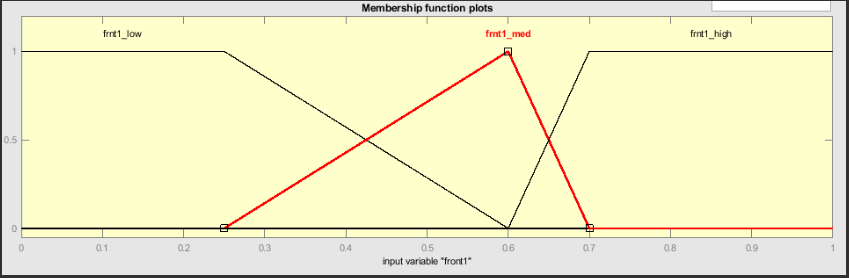 Membership function plots
frnt1_low frnt1_med frnt1_high
1
0.5
0
0 0.1 0.2 0.3 0.4 0.5 0.6 0.7 0.8 0.9 1
input variable "front1"